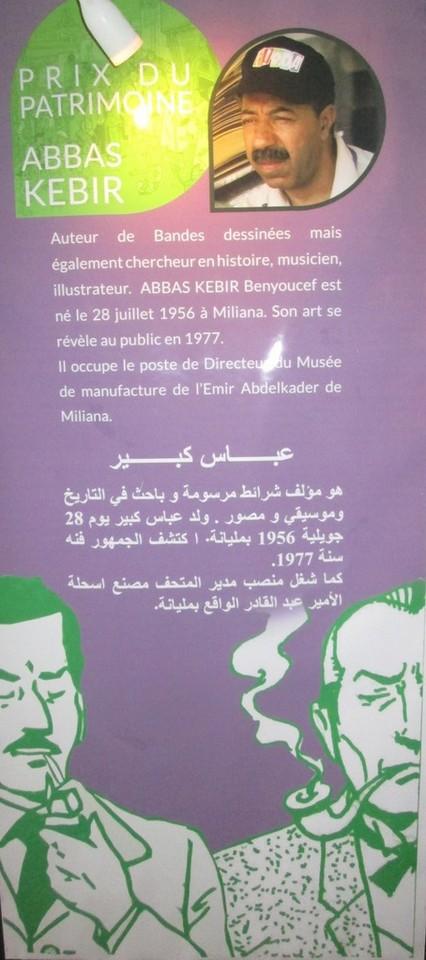 PRIX DU
PATRIMOINE
ABBAS
KEBIR
Auteur de Bandes dessinées mais
également chercheur en histoire, musicien,
illustrateur. ABBAS KEBIR Benyoucef est
né le 28 juillet 1956 à Miliana. Son art se
révèle au public en 1977.
Il occupe le poste de Directeur du Musée
de manufacture de l'Emir Abdelkader de
Miliana.
عبـــاس كبـــير
هو مؤلف شرائط مرسومة و باحث في التاريخ
وموسيقي و مصور . ولد عباس كبير يوم 28
جويلية 1956 بمليانة. ا كتشف الجمهور فنه
سنة 1977.
كما شغل منصب مدير المتحف مصنع اسحلة
الأمير عبد القادر الواقع بمليانة.